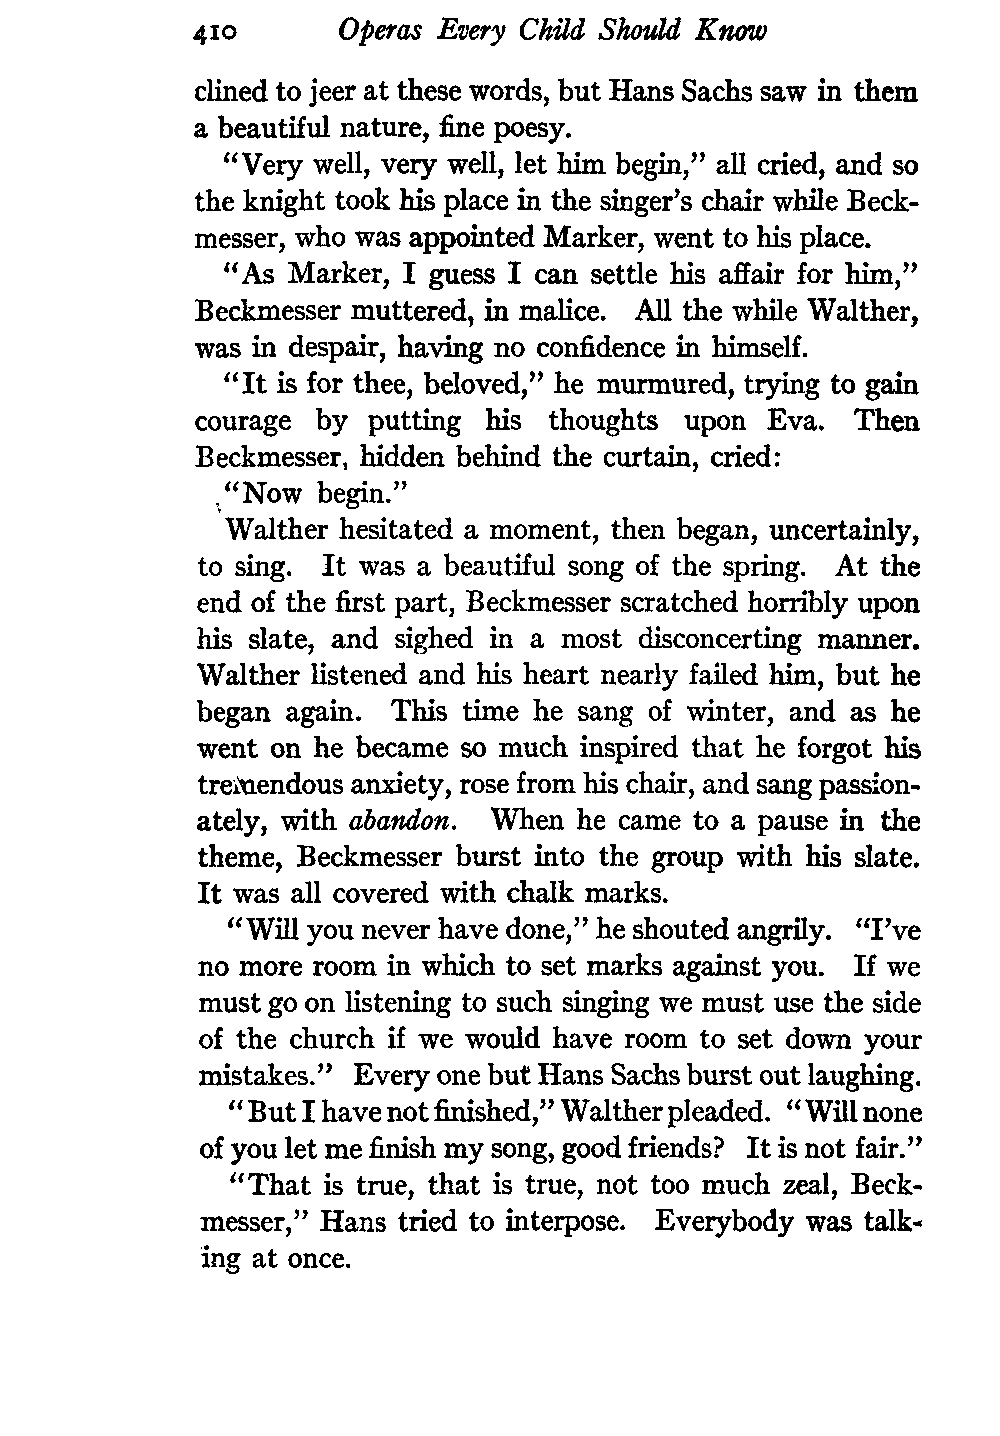 410 Operas Every Child Should Know
clined to jeer at these words, but Hans Sachs saw in them
a beautiful nature, fine poesy.
"Very well, very well, let him begin," all cried, and so
the knight took his place in the singer's chair while Beck-
messer, who was appointed Marker, went to his place.
"As Marker, I guess I can settle his affair for him,"
Beckmesser muttered, in malice. All the while Walther,
was in despair, having no confidence in himself.
"It is for thee, beloved," he murmured, trying to gain
courage by putting his thoughts upon Eva. Then
Beckmesser, hidden behind the curtain, cried:
"Now begin."
Walther hesitated a moment, then began, uncertainly,
to sing. It was a beautiful song of the spring. At the
end of the first part, Beckmesser scratched horribly upon
his slate, and sighed in a most disconcerting manner.
Walther listened and his heart nearly failed him, but he
began again. This time he sang of winter, and as he
went on he became so much inspired that he forgot his
tremendous anxiety, rose from his chair, and sang passion-
ately, with abandon. When he came to a pause in the
theme, Beckmesser burst into the group with his slate.
It was all covered with chalk marks.
"Will you never have done," he shouted angrily. "I've
no more room in which to set marks against you. If we
must go on listening to such singing we must use the side
of the church if we would have room to set down your
mistakes." Every one but Hans Sachs burst out laughing.
"But I have not finished," Walther pleaded. "Will none
of you let me finish my song, good friends? It is not fair."
"That is true, that is true, not too much zeal, Beck-
messer," Hans tried to interpose. Everybody was talk-
ing at once.